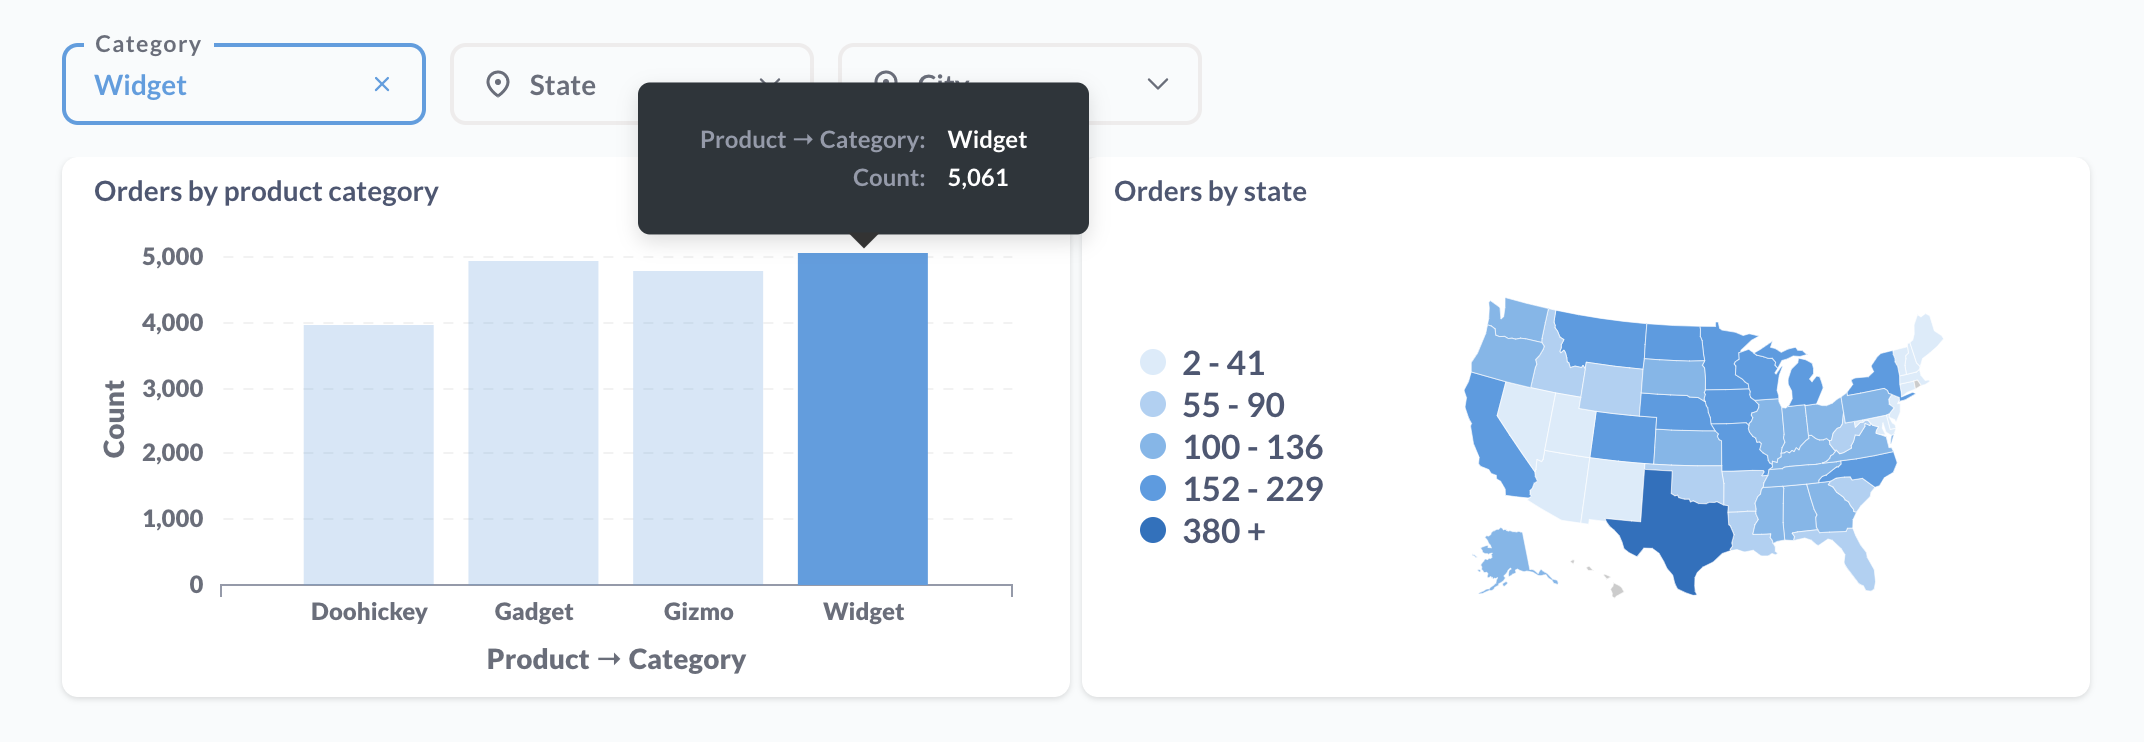 Category
Widget
State
City
Product → Category: Widget
Count: 5,061
Orders by product category
5,000
4,000
3,000
2,000
1,000
0
Count
Doohickey Gadget Gizmo Widget
Product → Category
Orders by state
2 - 41
55 - 90
100 - 136
152 - 229
380 +